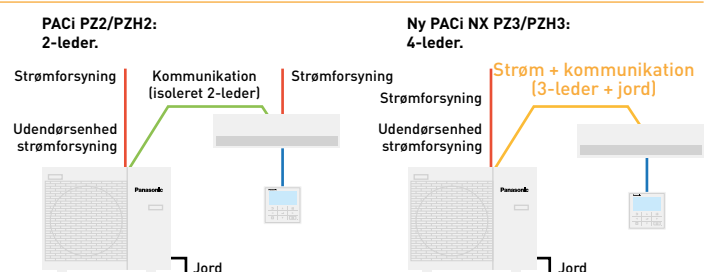 PACi PZ2/PZH2:
2-leder.
Strømforsyning
Kommunikation
(isoleret 2-leder)
Strømforsyning
Udendørsenhed
strømforsyning
Panasonic
Jord
Ny PACi NX PZ3/PZH3:
4-leder.
Strøm + kommunikation
(3-leder + jord)
Strømforsyning
Udendørsenhed
strømforsyning
Panasonic
Jord